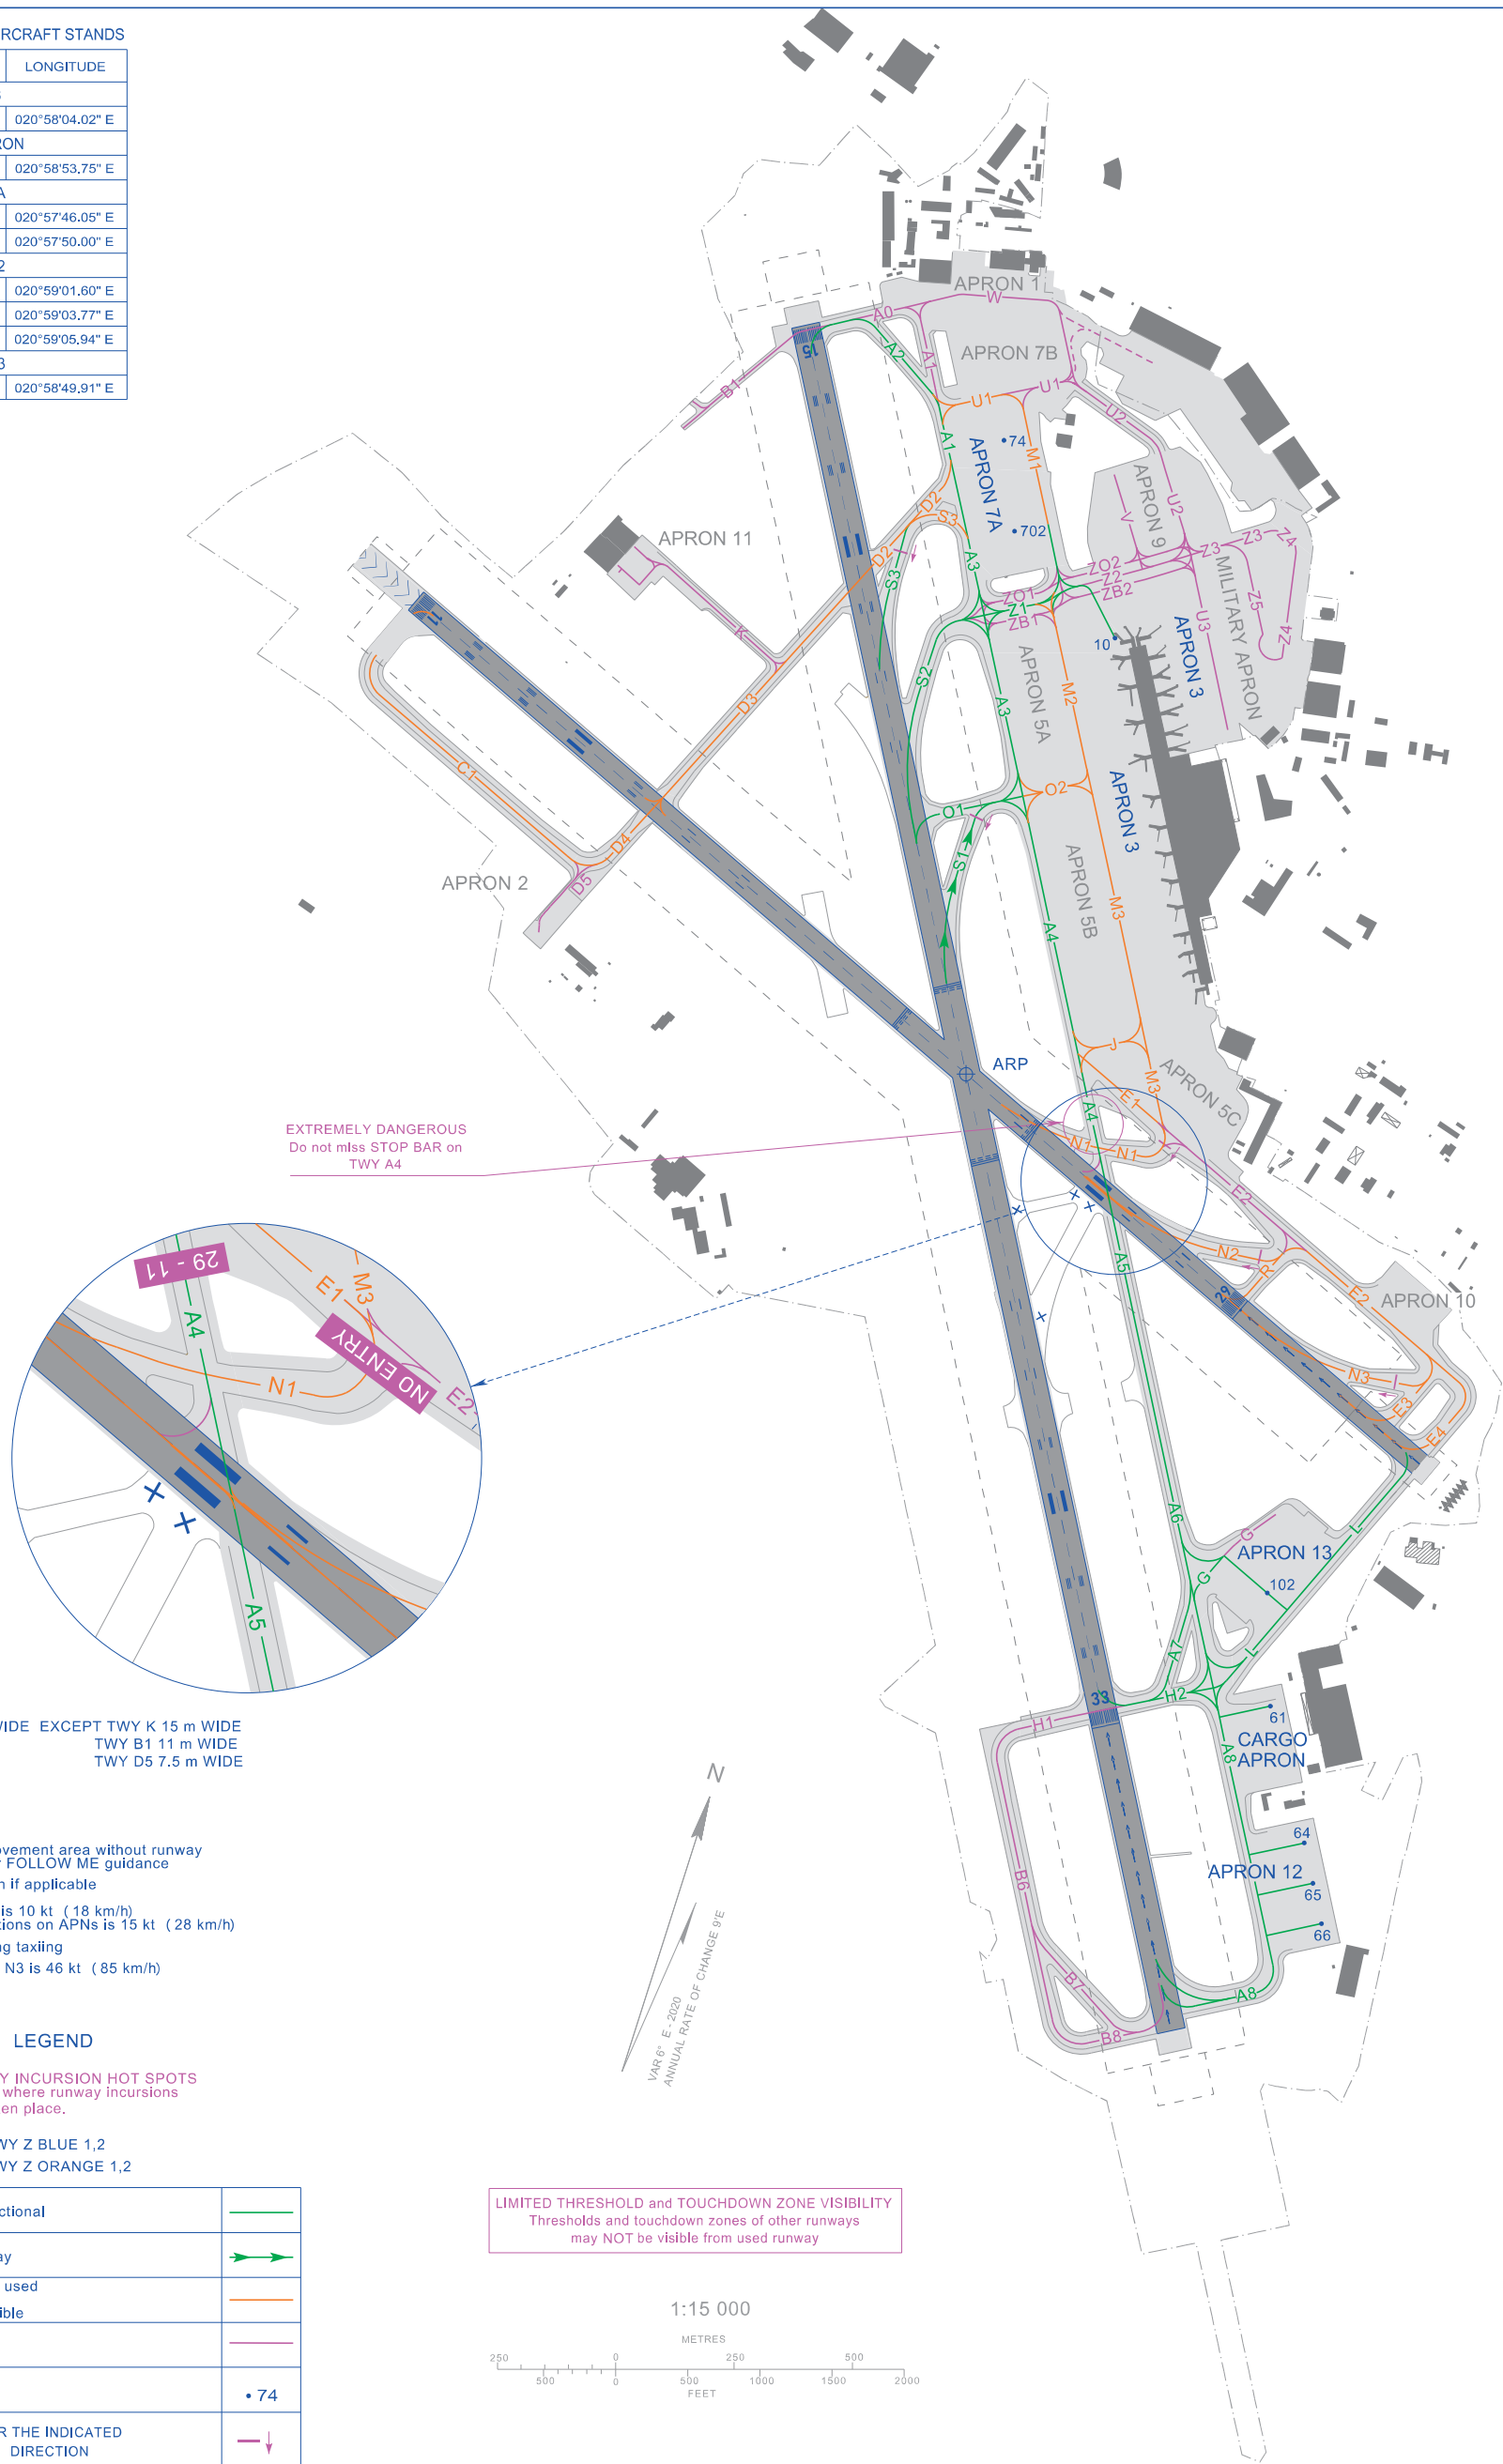 RCRAFT STANDS
LONGITUDE
020°58'04.02" E
RON
020°58'53.75" E
A
020°57'46.05" E
020°57'50.00" E
2
020°59'01.60" E
020°59'03.77" E
020°59'05.94" E
3
020°58'49.91" E
APRON 1
W
A0
A2
A1
APRON 7B
15
B1
U1
U1
U2
A1
74
M1
APRON 7A
APRON 9
V
U2
D2
S3
702
APRON 11
D2
A3
S3
ZO2
Z2
ZB2
Z3
Z3
Z4
ZO1
Z1
ZB1
Z5
Z4
MILITARY APRON
U3
APRON 3
10
11
K
S2
A3
APRON 5A
M2
D3
C1
O2
O1
APRON 3
D4
S1
D5
APRON 2
APRON 5B
M3
A4
J
ARP
M3
APRON 5C
E1
A4
N1
N1
EXTREMELY DANGEROUS
Do not miss STOP BAR on
TWY A4
E2
A5
N2
R
29
E2
APRON 10
29 - 11
A4
E1
M3
NO ENTRY
E2
N1
A5
N3
E3
E4
A6
G
L
APRON 13
G
102
A7
L
H2
33
H1
61
CARGO
APRON
A8
WIDE EXCEPT TWY K 15 m WIDE
TWY B1 11 m WIDE
TWY D5 7.5 m WIDE
N
64
APRON 12
65
66
B6
B7
A8
B8
VAR 6° E - 2020
ANNUAL RATE OF CHANGE 9'E
ovement area without runway
FOLLOW ME guidance
n if applicable
is 10 kt (18 km/h)
tions on APNs is 15 kt (28 km/h)
ng taxiing
N3 is 46 kt (85 km/h)
LEGEND
Y INCURSION HOT SPOTS
where runway incursions
en place.
WY Z BLUE 1,2
WY Z ORANGE 1,2
ctional
ay
used
ible
• 74
R THE INDICATED
DIRECTION
LIMITED THRESHOLD and TOUCHDOWN ZONE VISIBILITY
Thresholds and touchdown zones of other runways
may NOT be visible from used runway
1:15 000
METRES
250 0 250 500
500 0 500 1000 1500 2000
FEET